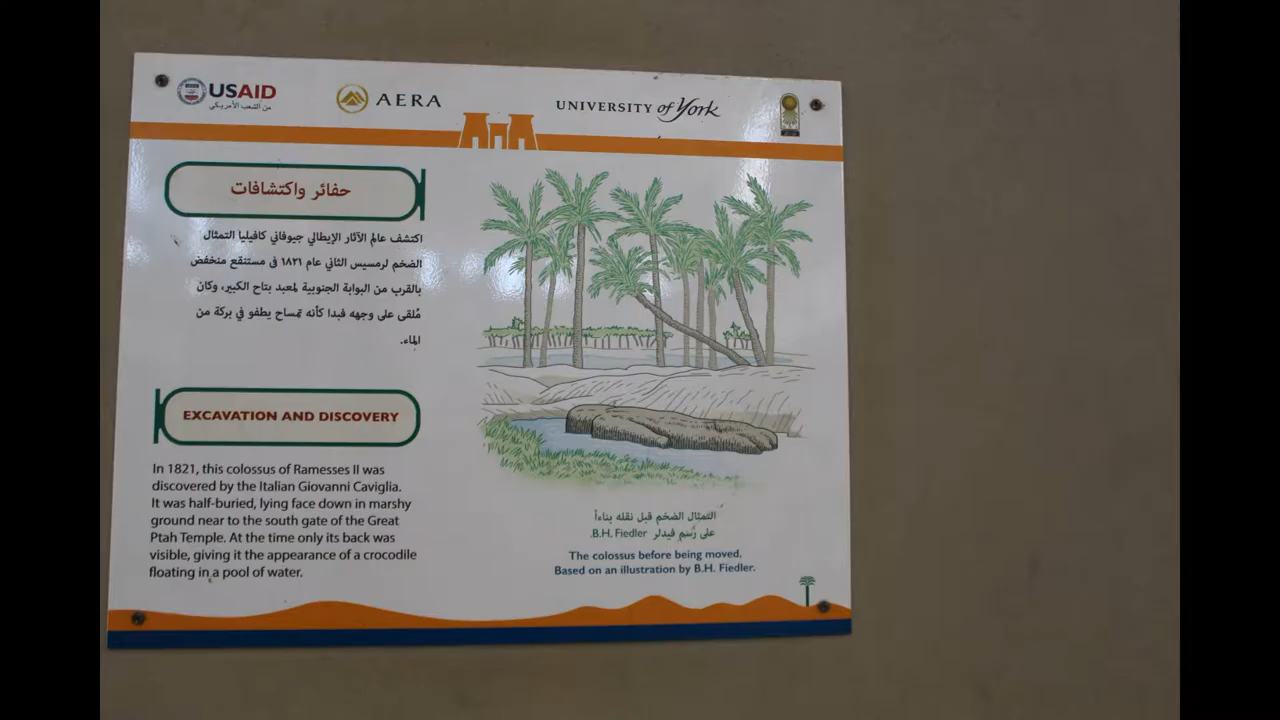 USAID
من الشعب الأمريكي
AERA
UNIVERSITY of York
حفائر واكتشافات
اكتشف عالم الآثار الإيطالي جيوفاني كافيليا التمثال
الضخم لرمسيس الثاني عام ١٨٢١ فى مستنقع منخفض
بالقرب من البوابة الجنوبية لمعبد بتاح الكبير، وكان
مُلقى على وجهه فبدا كأنه تمساح يطفو في بركة من
الماء.
EXCAVATION AND DISCOVERY
In 1821, this colossus of Ramesses II was
discovered by the Italian Giovanni Caviglia.
It was half-buried, lying face down in marshy
ground near to the south gate of the Great
Ptah Temple. At the time only its back was
visible, giving it the appearance of a crocodile
floating in a pool of water.
التمثال الضخم قبل نقله بناءاً
على رَسم فيدلر B.H. Fiedler.
The colossus before being moved.
Based on an illustration by B.H. Fiedler.